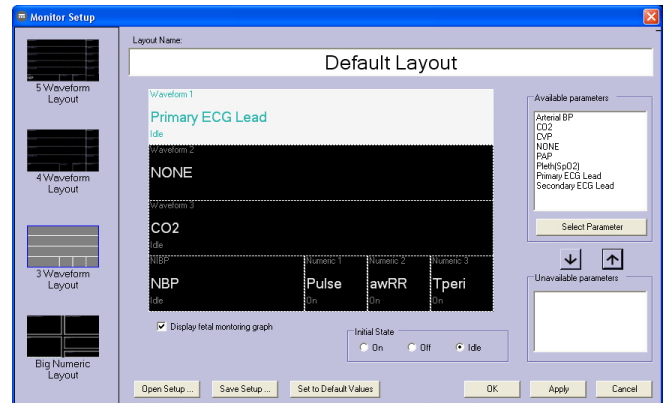 Monitor Setup
Layout Name:
Default Layout
5 Waveform
Layout
4 Waveform
Layout
3 Waveform
Layout
Big Numeric
Layout
Waveform 1
Primary ECG Lead
Idle
Waveform 2
NONE
Waveform 3
CO2
Idle
NIBP
NBP
Idle
Numeric 1
Pulse
On
Numeric 2
awRR
On
Numeric 3
Tperi
On
Display fetal montoring graph
Initial State
On Off Idle
Available parameters
Arterial BP
CO2
CVP
NONE
PAP
Pleth(SpO2)
Primary ECG Lead
Secondary ECG Lead
Select Parameter
Unavailable parameters
Open Setup ... Save Setup ... Set to Default Values OK Apply Cancel